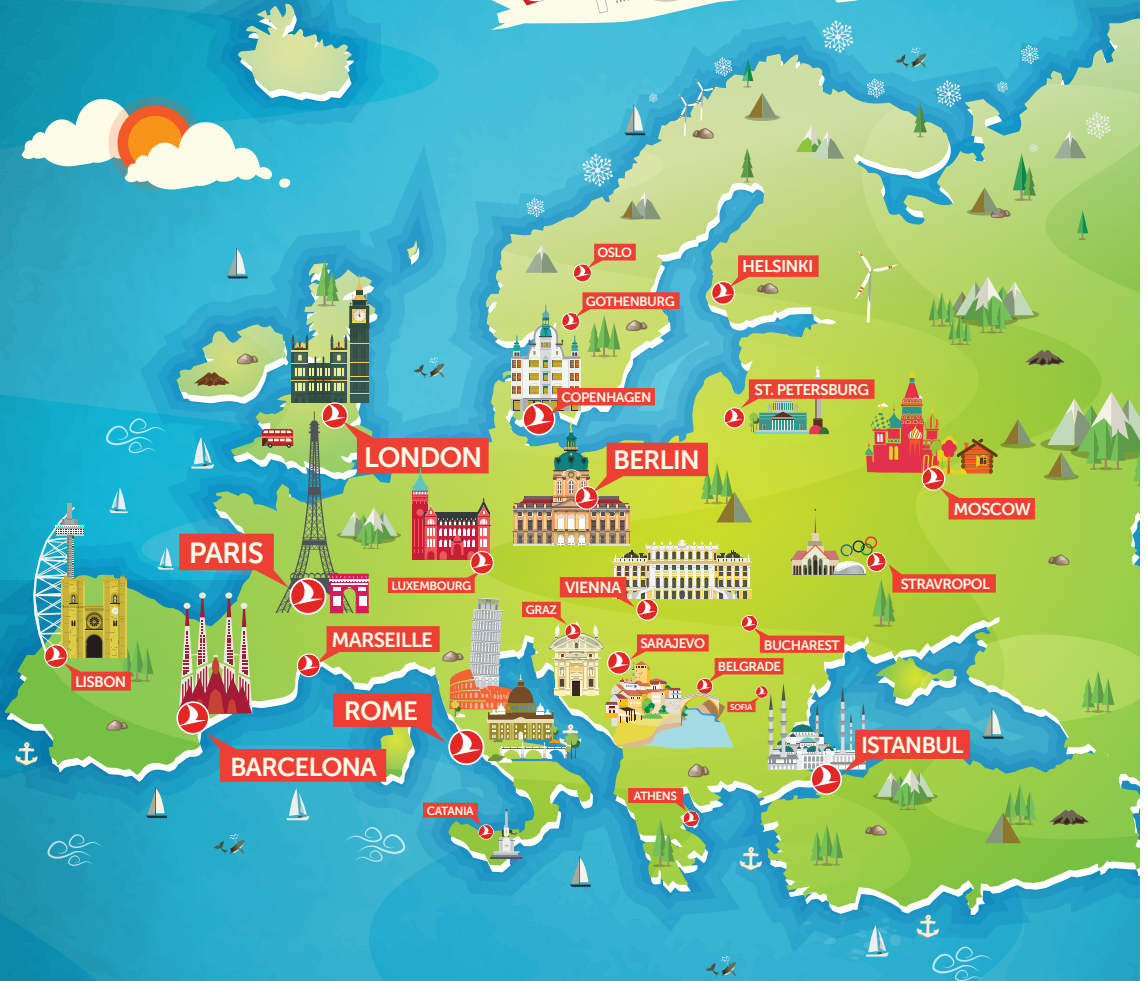 OSLO
HELSINKI
GOTHENBURG
COPENHAGEN
ST. PETERSBURG
LONDON
BERLIN
MOSCOW
PARIS
LUXEMBOURG
VIENNA
STRAVROPOL
GRAZ
MARSEILLE
SARAJEVO
BUCHAREST
BELGRADE
LISBON
SOFIA
ROME
ISTANBUL
BARCELONA
ATHENS
CATANIA